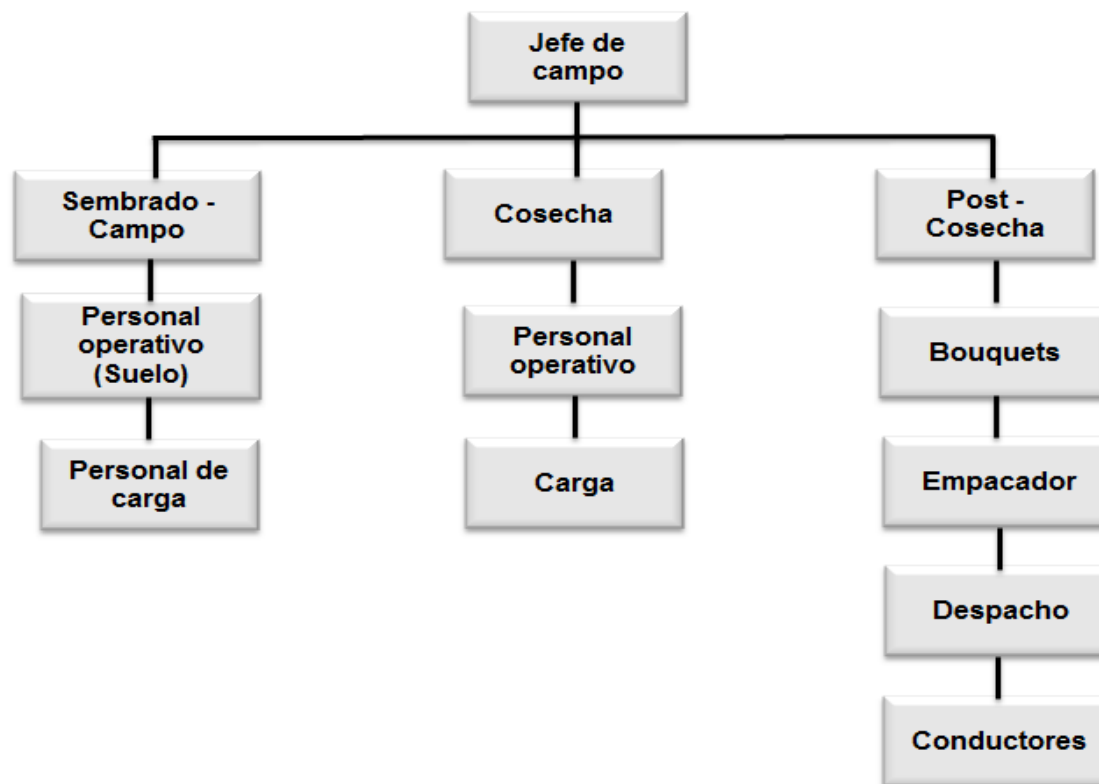 Jefe de
campo
Sembrado -
Campo
Cosecha
Post -
Cosecha
Personal
operativo
(Suelo)
Personal
operativo
Bouquets
Personal de
carga
Carga
Empacador
Despacho
Conductores